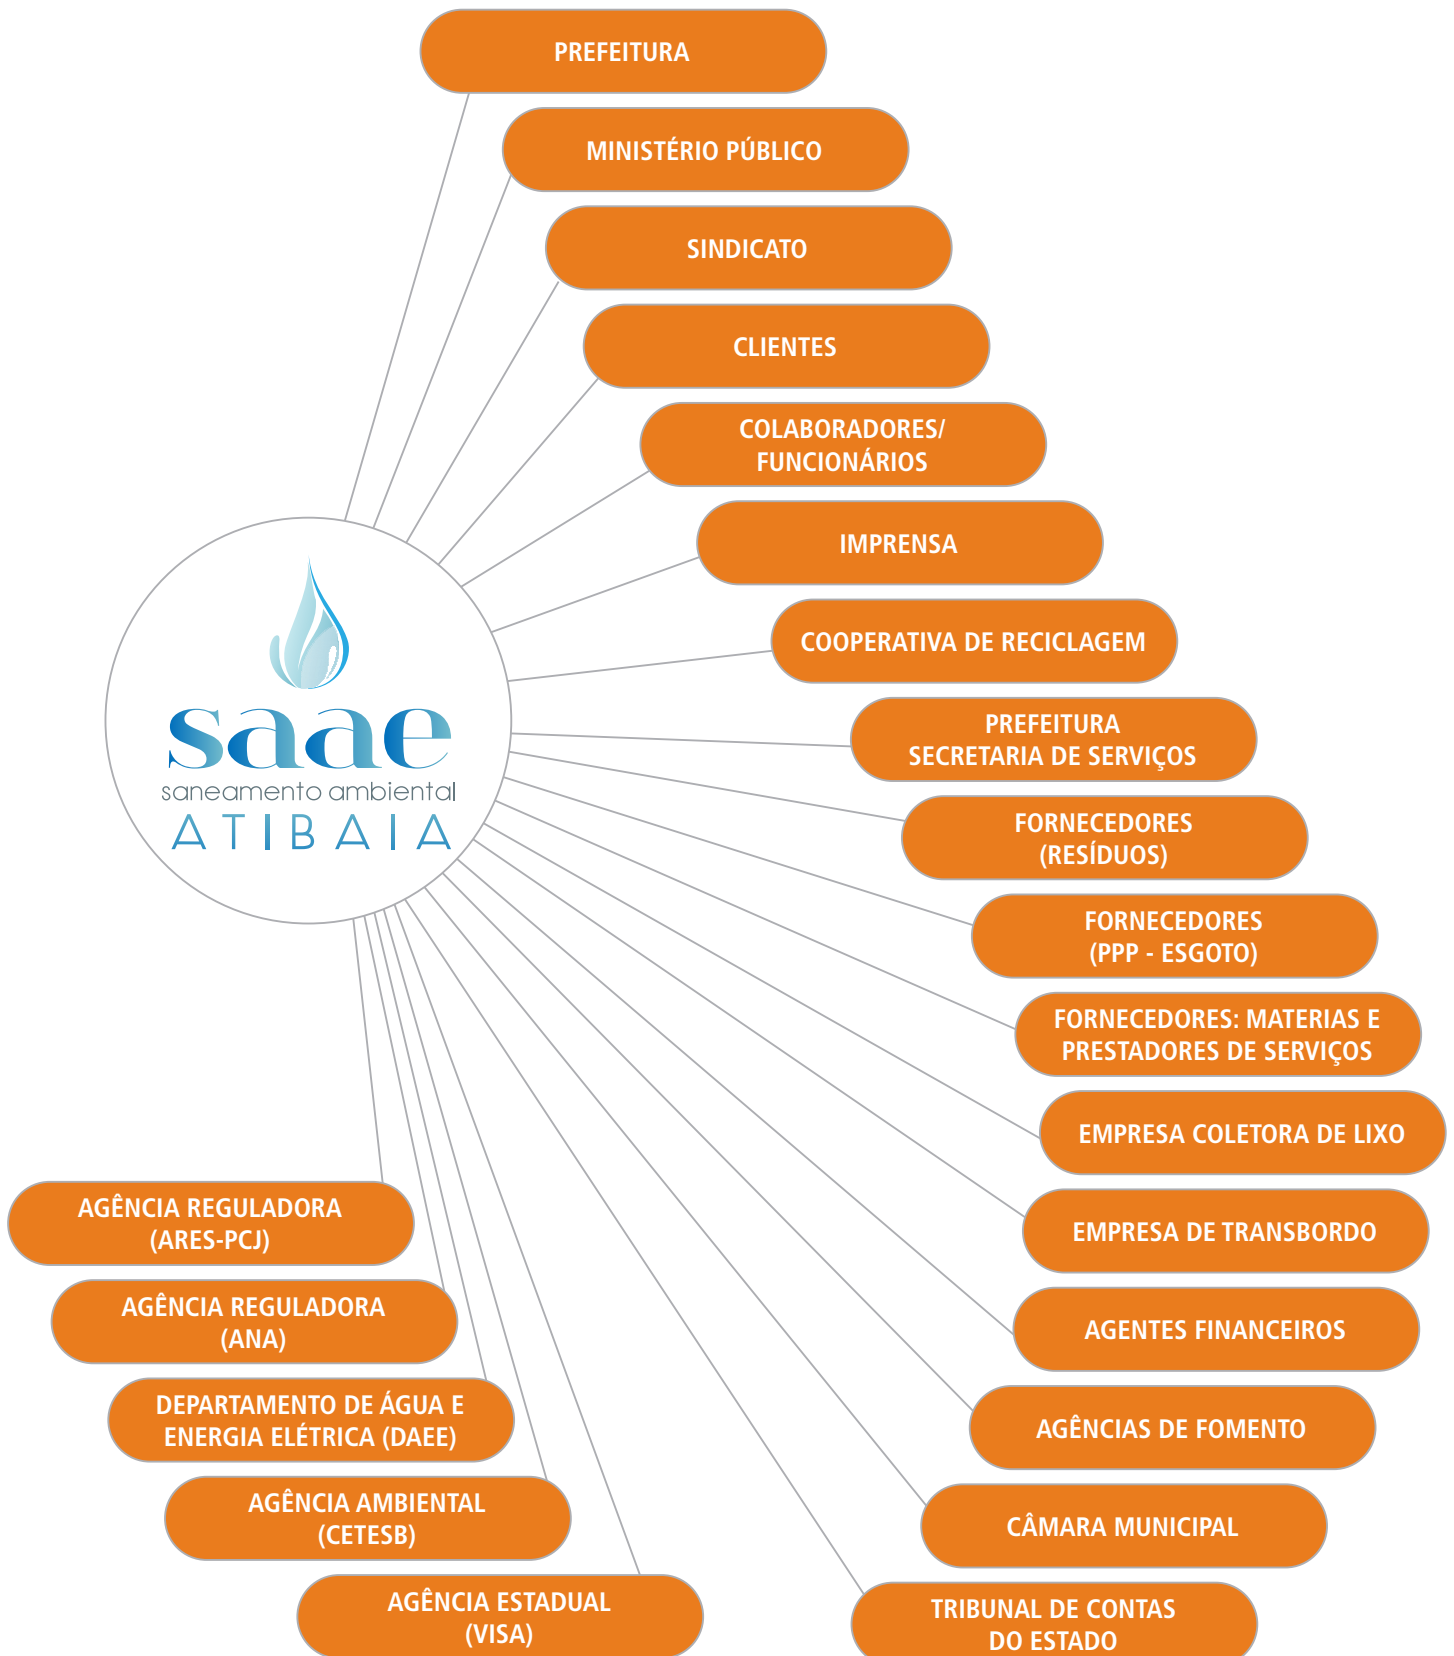 PREFEITURA
MINISTÉRIO PÚBLICO
SINDICATO
CLIENTES
COLABORADORES/
FUNCIONÁRIOS
IMPRENSA
COOPERATIVA DE RECICLAGEM
PREFEITURA
SECRETARIA DE SERVIÇOS
FORNECEDORES
(RESÍDUOS)
FORNECEDORES
(PPP - ESGOTO)
FORNECEDORES: MATERIAS E
PRESTADORES DE SERVIÇOS
EMPRESA COLETORA DE LIXO
EMPRESA DE TRANSBORDO
AGENTES FINANCEIROS
AGÊNCIAS DE FOMENTO
CÂMARA MUNICIPAL
TRIBUNAL DE CONTAS
DO ESTADO
saae
saneamento ambiental
ATIBAIA
AGÊNCIA REGULADORA
(ARES-PCJ)
AGÊNCIA REGULADORA
(ANA)
DEPARTAMENTO DE ÁGUA E
ENERGIA ELÉTRICA (DAEE)
AGÊNCIA AMBIENTAL
(CETESB)
AGÊNCIA ESTADUAL
(VISA)